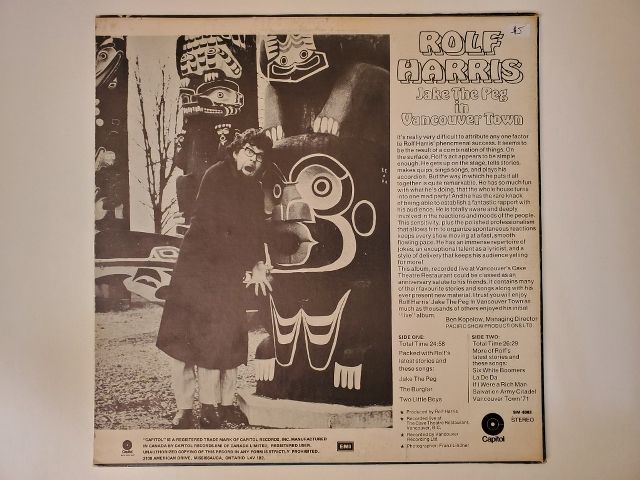 $5
ROLF
HARRIS
Jake The Peg
in
Vancouver Town
It's really very difficult to attribute any one factor
to Rolf Harris' phenomenal success. It seems to
be the result of a combination of things. On
the surface, Rolf's act appears to be simple
enough. He gets up on the stage, tells stories,
makes quips, sings songs, and plays his
accordion. But the way in which he puts it all
together is quite remarkable. He has so much fun
with what he's doing, that the whole house turns
into one mind party! And he has the rare knack
of being able to establish a fantastic rapport with
his audience. He is totally aware and deeply
involved in the reactions and moods of the people.
This sensitivity, plus the polished professionalism
that allows him to organize spontaneous reactions
keeps every show moving at a fast, smooth-
flowing pace. He has an immense repertoire of
jokes, an exceptional talent as a lyricist, and a
style of delivery that keeps his audience yelling
for more!
This album, recorded live at Vancouver's Cave
Theatre Restaurant could be classed as an
anniversary salute to his friends. It contains many
of their favourite stories and songs along with his
ever present new material. I trust you'll enjoy
Rolf Harris' Jake The Peg In Vancouver Town as
much as thousands of others enjoyed his initial
"live" album.
Ben Kopelow, Managing Director
PACIFIC SHOW PRODUCTIONS LTD.
SIDE ONE:
Total Time 24:58
Packed with Rolf's
latest stories and
these songs:
Jake The Peg
The Burglar
Two Little Boys
SIDE TWO:
Total Time: 26:29
More of Rolf's
latest stories and
these songs:
Six White Boomers
La De Da
If I Were a Rich Man
Salvation Army Citadel
Vancouver Town '71
★ Produced by Rolf Harris
★ Recorded live at
The Cave Theatre Restaurant,
Vancouver, B.C.
★ Recorded by Vancouver
Recording Ltd.
★ Photographer: Franz Lindner
Capitol
STEREO
Capitol
"CAPITOL" IS A REGISTERED TRADE MARK OF CAPITOL RECORDS, INC. MANUFACTURED
IN CANADA BY CAPITOL RECORDS-EMI OF CANADA LIMITED, REGISTERED USER.
UNAUTHORIZED COPYING OF THIS RECORD IN ANY FORM IS STRICTLY PROHIBITED.
3109 AMERICAN DRIVE, MISSISSAUGA, ONTARIO L4V 1B2.
EMI